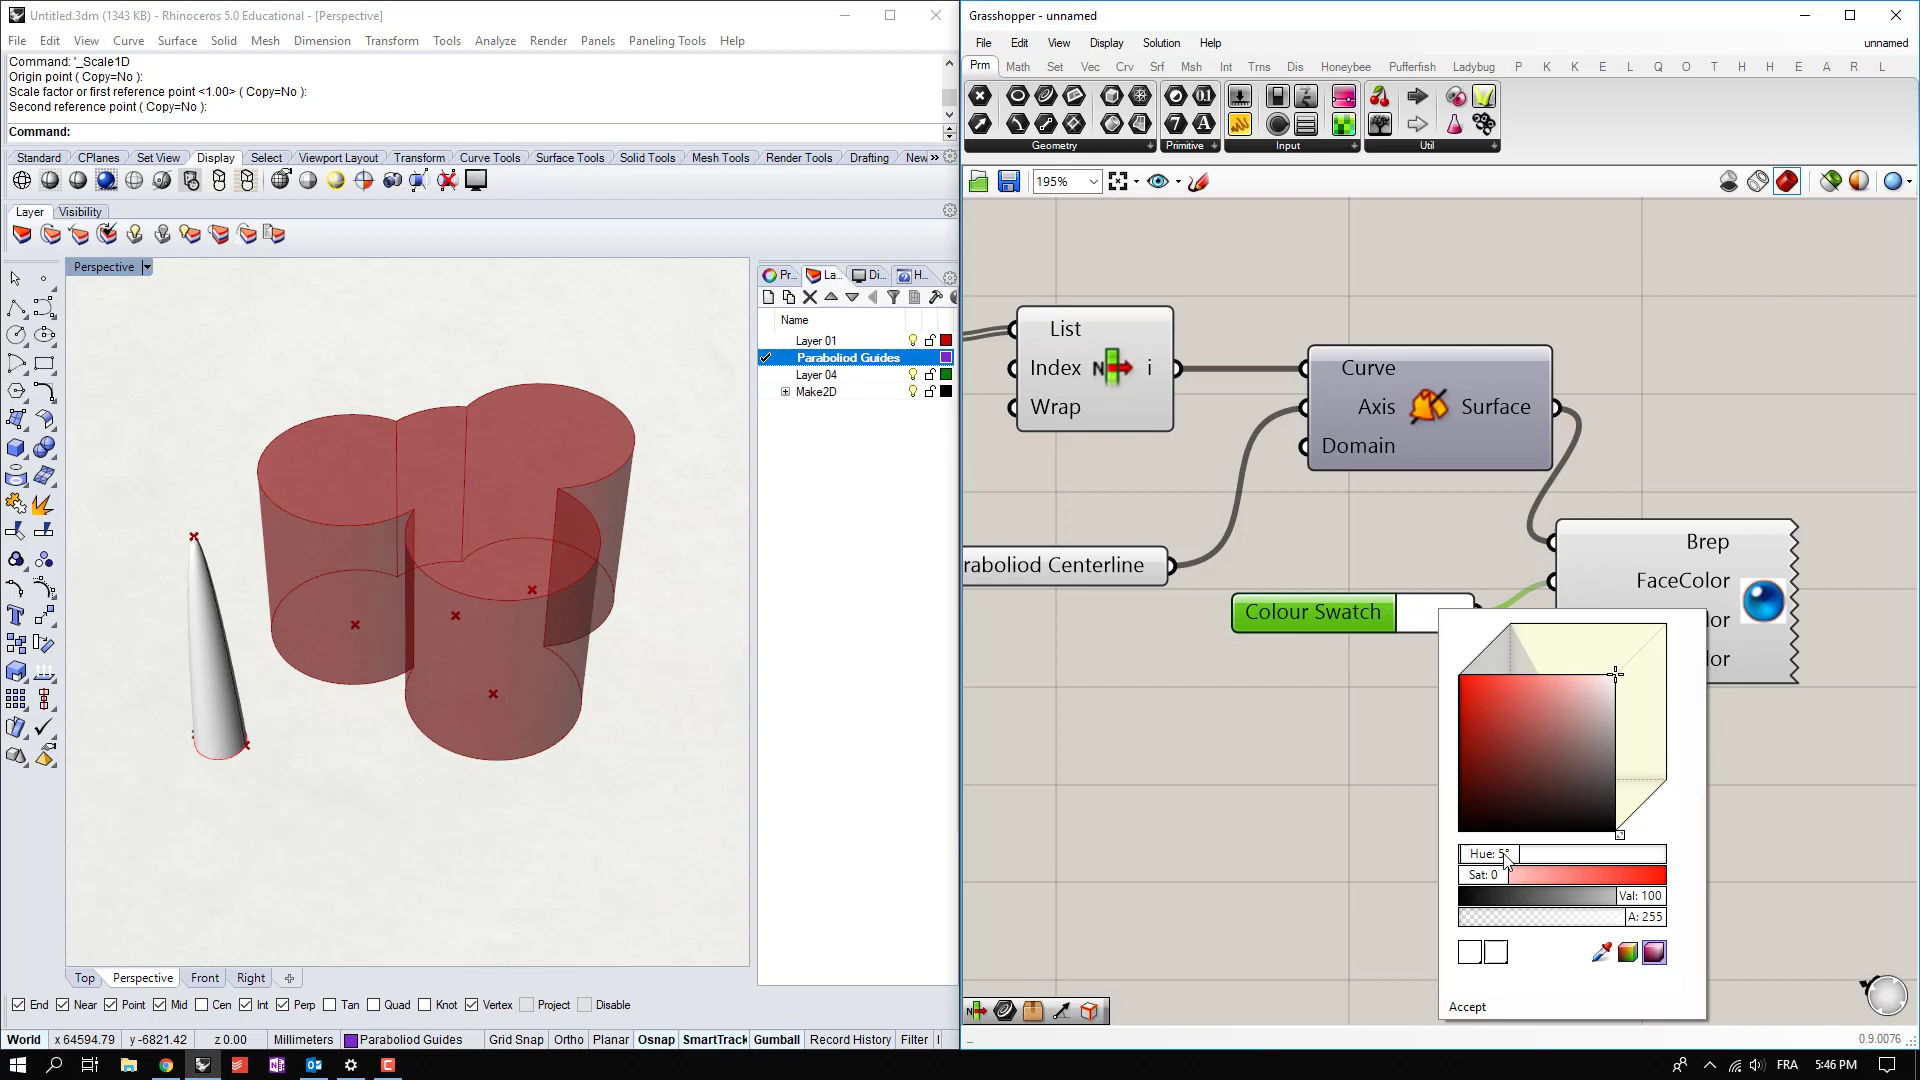 Untitled.3dm (1343 KB) - Rhinoceros 5.0 Educational - [Perspective]
File Edit View Curve Surface Solid Mesh Dimension Transform Tools Analyze Render Panels Paneling Tools Help
Command: '_Scale1D
Origin point ( Copy=No ):
Scale factor or first reference point <1.00> ( Copy=No ):
Second reference point ( Copy=No ):
Command:
Standard CPlanes Set View Display Select Viewport Layout Transform Curve Tools Surface Tools Solid Tools Mesh Tools Render Tools Drafting New »
Layer Visibility
Perspective
Pr... La... Di... H...
Name
Layer 01
Paraboliod Guides
Layer 04
Make2D
Top Perspective Front Right
End Near Point Mid Cen Int Perp Tan Quad Knot Vertex Project Disable
World x 64594.79 y -6821.42 z 0.00 Millimeters Paraboliod Guides Grid Snap Ortho Planar Osnap SmartTrack Gumball Record History Filter
Grasshopper - unnamed
File Edit View Display Solution Help unnamed
Prm Math Set Vec Crv Srf Msh Int Trns Dis Honeybee Pufferfish Ladybug P K K E L Q O T H H E A R L
Geometry Primitive Input Util
195%
List
Index N i
Wrap
Curve
Axis Surface
Domain
raboliod Centerline
Colour Swatch
Brep
FaceColor
lor
lor
Hue: 5°
Sat: 0
Val: 100
A: 255
Accept
0.9.0076
FRA 5:46 PM